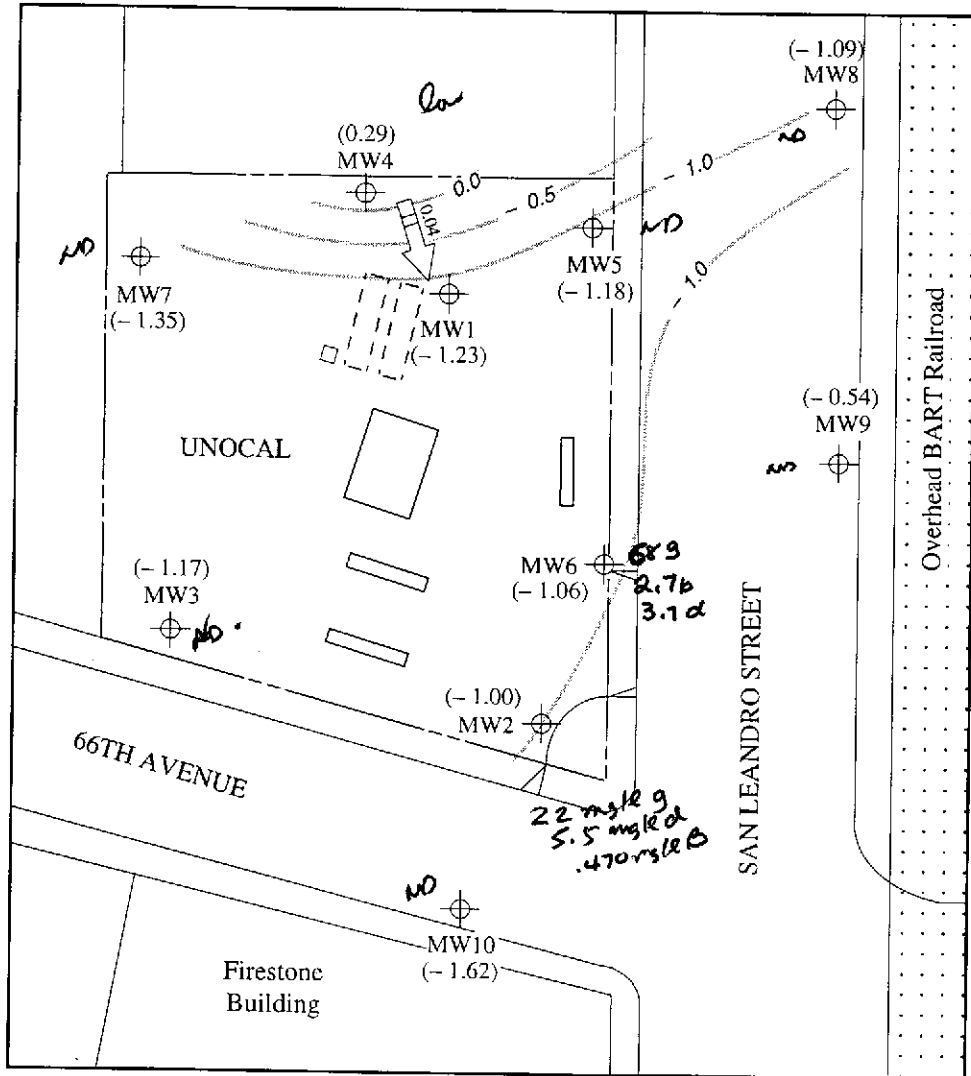 (– 1.09)
MW8
ND
(0.29)
MW4
0.0
– 0.5
– 1.0
0.04
ND
MW7
(– 1.35)
MW1
(– 1.23)
MW5
(– 1.18)
ND
– 1.0
UNOCAL
(– 0.54)
MW9
ND
Overhead BART Railroad
MW6
(– 1.06)
2.7b
3.1d
(– 1.17)
MW3
ND
(– 1.00)
MW2
SAN LEANDRO STREET
66TH AVENUE
22 mg/l g
5.5 mg/l d
.470 mg/l B
ND
MW10
(– 1.62)
Firestone
Building